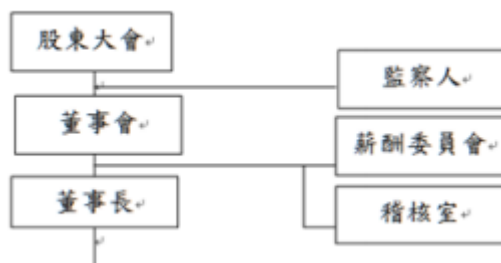 股東大會
監察人
董事會
薪酬委員會
董事長
稽核室